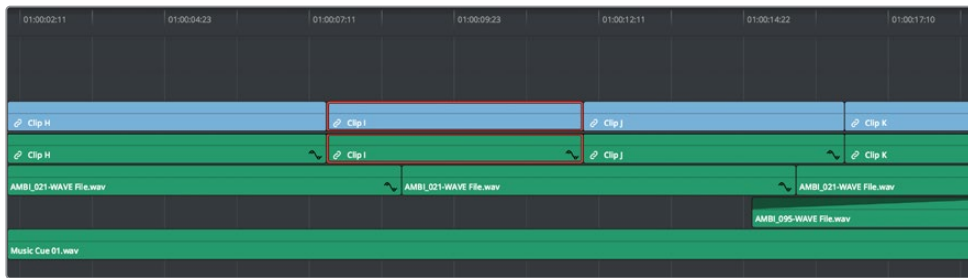 01:00:02:11 01:00:04:23 01:00:07:11 01:00:09:23 01:00:12:11 01:00:14:22 01:00:17:10
Clip H Clip I Clip J Clip K
Clip H Clip I Clip J Clip K
AMBI_021-WAVE File.wav AMBI_021-WAVE File.wav AMBI_021-WAVE File.wav
AMBI_095-WAVE File.wav
Music Cue 01.wav